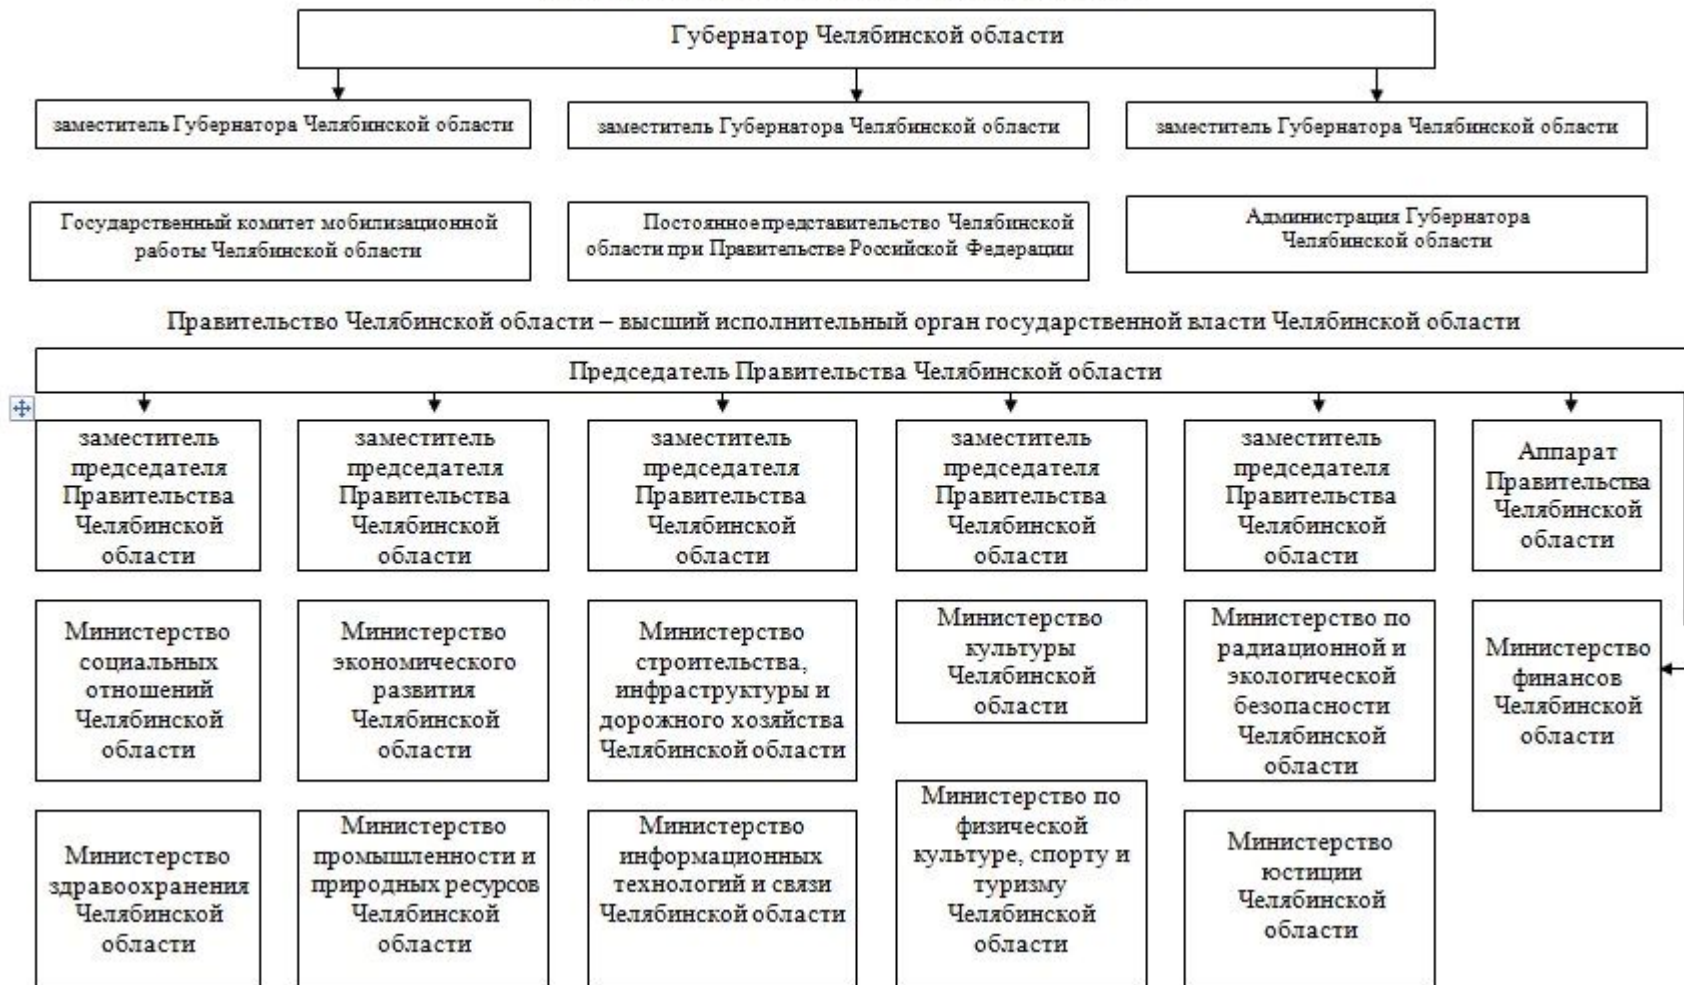 Губернатор Челябинской области
заместитель Губернатора Челябинской области
заместитель Губернатора Челябинской области
заместитель Губернатора Челябинской области
Государственный комитет мобилизационной
работы Челябинской области
Постоянное представительство Челябинской
области при Правительстве Российской Федерации
Администрация Губернатора
Челябинской области
Правительство Челябинской области – высший исполнительный орган государственной власти Челябинской области
Председатель Правительства Челябинской области
заместитель
председателя
Правительства
Челябинской
области
заместитель
председателя
Правительства
Челябинской
области
заместитель
председателя
Правительства
Челябинской
области
заместитель
председателя
Правительства
Челябинской
области
заместитель
председателя
Правительства
Челябинской
области
Аппарат
Правительства
Челябинской
области
Министерство
социальных
отношений
Челябинской
области
Министерство
экономического
развития
Челябинской
области
Министерство
строительства,
инфраструктуры и
дорожного хозяйства
Челябинской области
Министерство
культуры
Челябинской
области
Министерство по
радиационной и
экологической
безопасности
Челябинской
области
Министерство
финансов
Челябинской
области
Министерство
здравоохранения
Челябинской
области
Министерство
промышленности и
природных ресурсов
Челябинской
области
Министерство
информационных
технологий и связи
Челябинской области
Министерство по
физической
культуре, спорту и
туризму
Челябинской
области
Министерство
юстиции
Челябинской
области